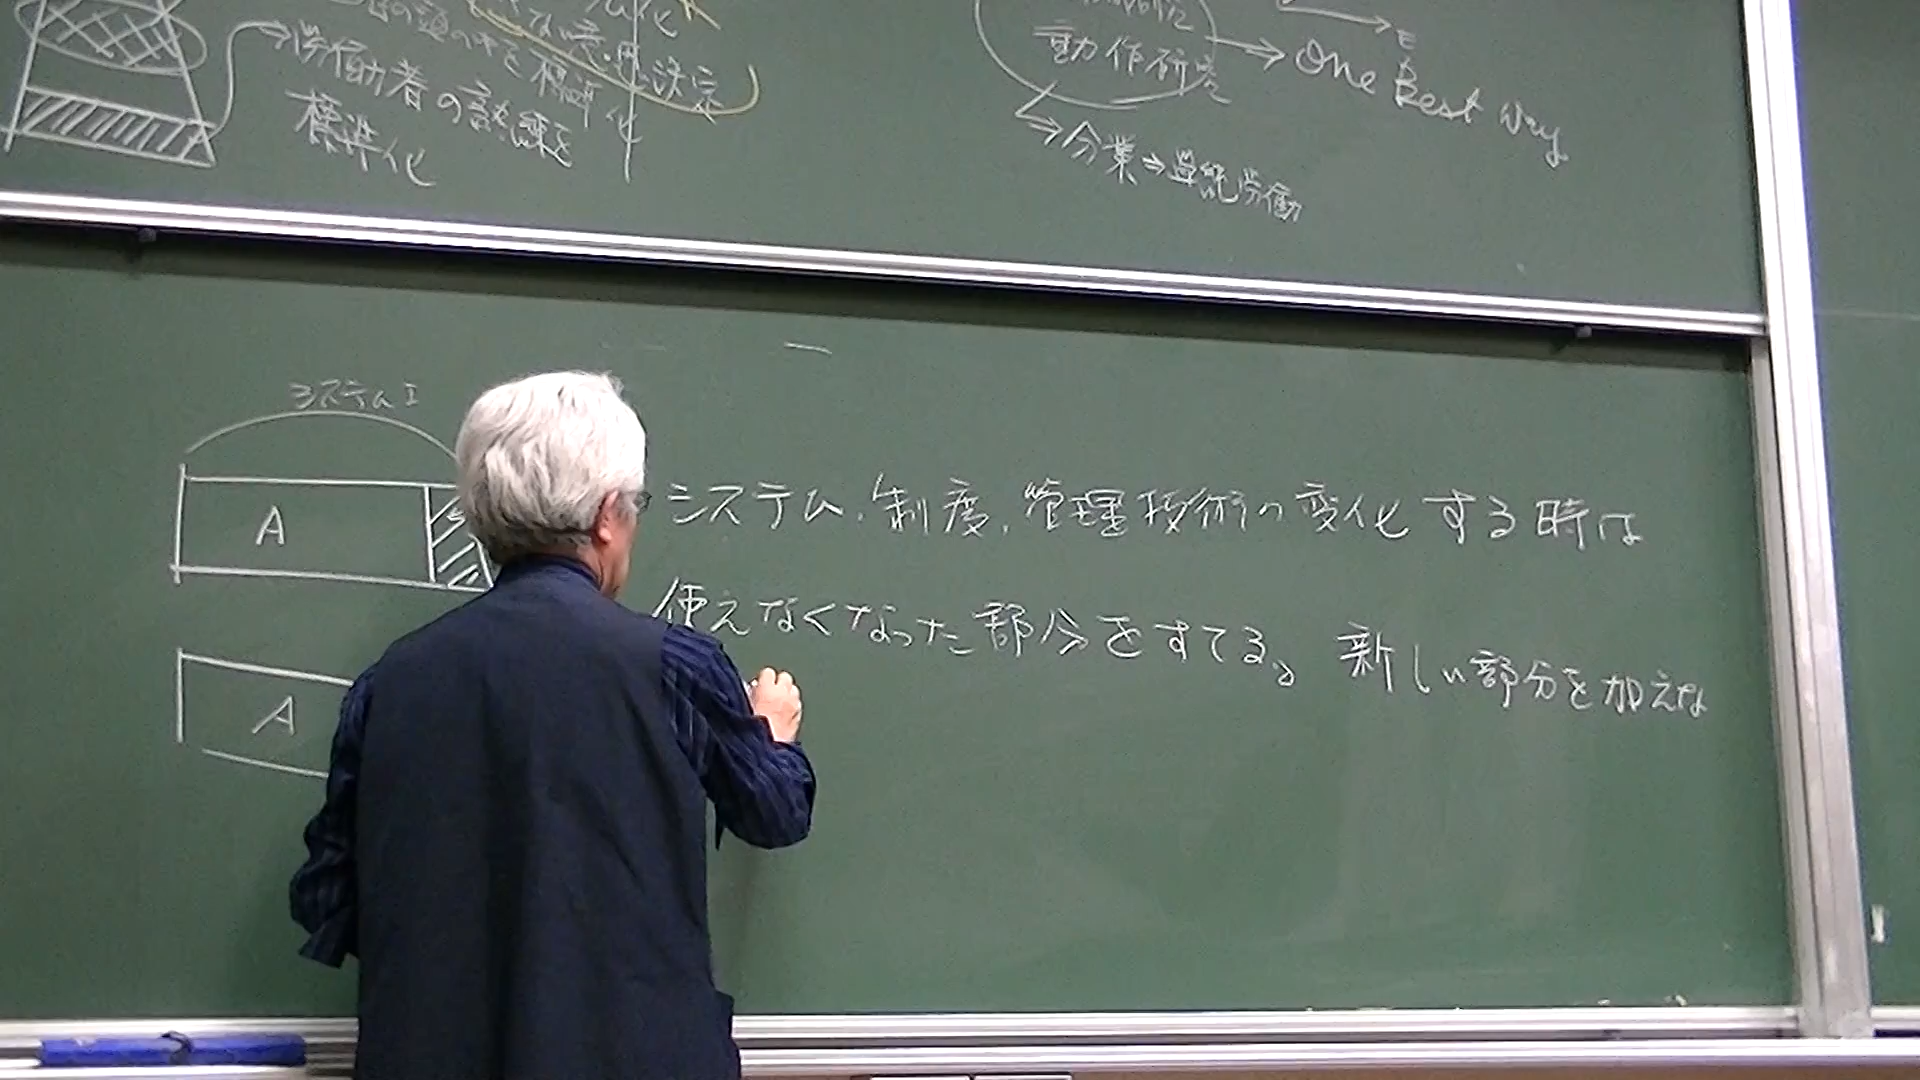 労働者の訓練を
標準化
動作研究
One Best Way
分業⇒単能労働
システムI
A
システム、制度、管理技術の変化する時は
使えなくなった部分をすてる。新しい部分を加えな
A